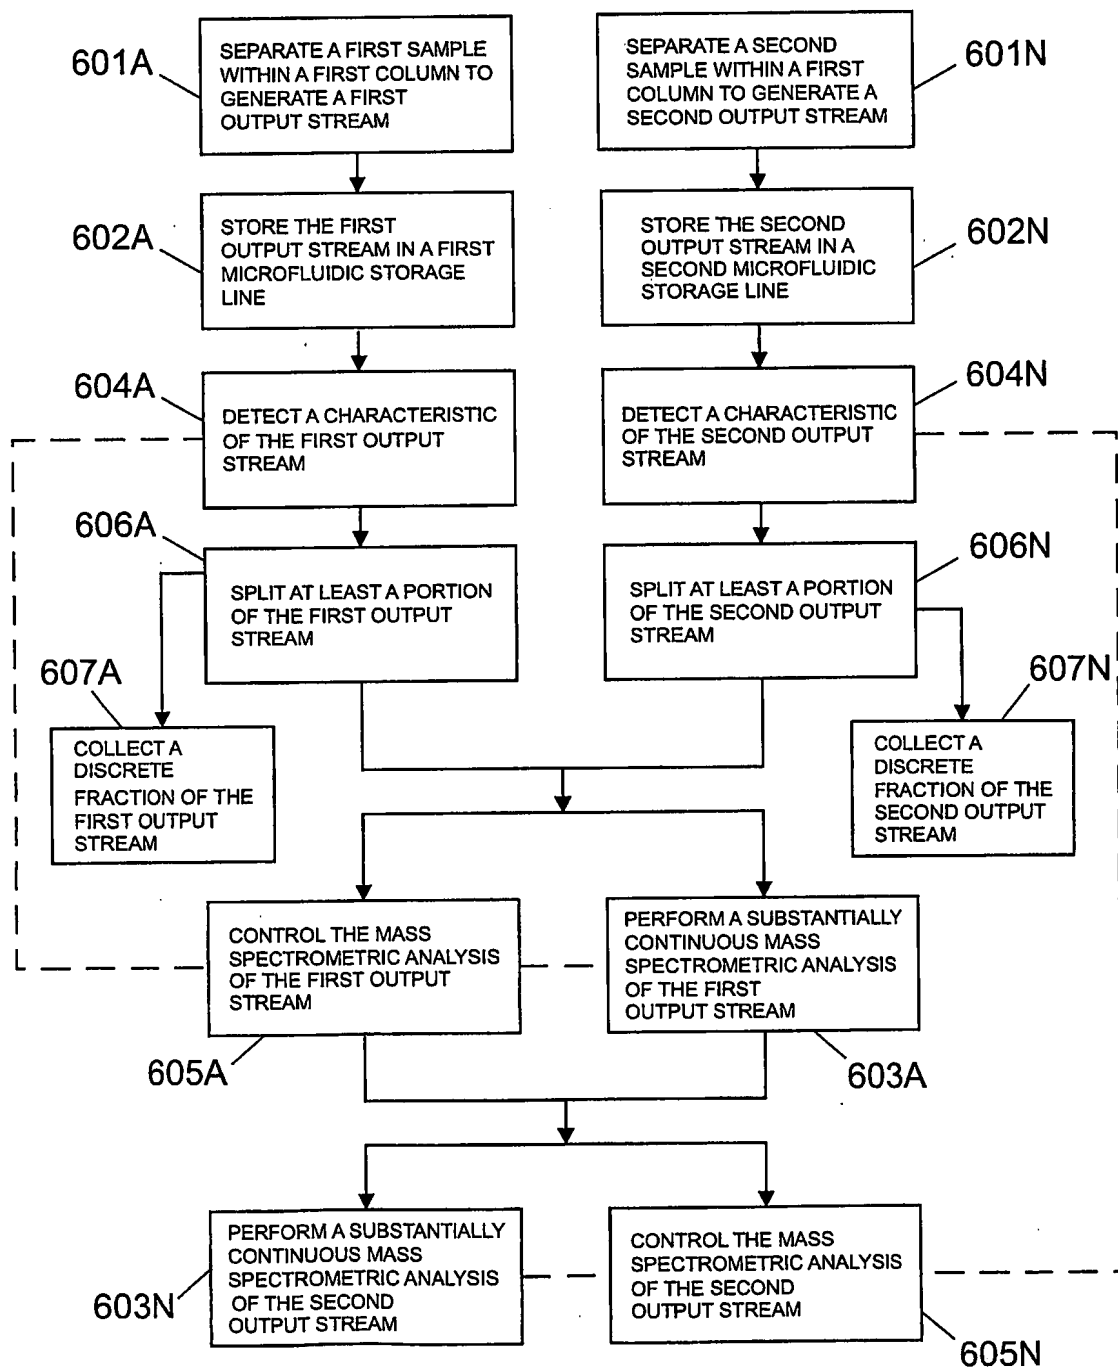 601A
SEPARATE A FIRST SAMPLE
WITHIN A FIRST COLUMN TO
GENERATE A FIRST
OUTPUT STREAM
SEPARATE A SECOND
SAMPLE WITHIN A FIRST
COLUMN TO GENERATE A
SECOND OUTPUT STREAM
601N
602A
STORE THE FIRST
OUTPUT STREAM IN A FIRST
MICROFLUIDIC STORAGE
LINE
STORE THE SECOND
OUTPUT STREAM IN A
SECOND MICROFLUIDIC
STORAGE LINE
602N
604A
DETECT A CHARACTERISTIC
OF THE FIRST OUTPUT
STREAM
DETECT A CHARACTERISTIC
OF THE SECOND OUTPUT
STREAM
604N
606A
SPLIT AT LEAST A PORTION
OF THE FIRST OUTPUT
STREAM
SPLIT AT LEAST A PORTION
OF THE SECOND OUTPUT
STREAM
606N
607A
COLLECT A
DISCRETE
FRACTION OF THE
FIRST OUTPUT
STREAM
607N
COLLECT A
DISCRETE
FRACTION OF THE
SECOND OUTPUT
STREAM
CONTROL THE MASS
SPECTROMETRIC ANALYSIS
OF THE FIRST OUTPUT
STREAM
605A
PERFORM A SUBSTANTIALLY
CONTINUOUS MASS
SPECTROMETRIC ANALYSIS
OF THE FIRST
OUTPUT STREAM
603A
PERFORM A SUBSTANTIALLY
CONTINUOUS MASS
SPECTROMETRIC ANALYSIS
OF THE SECOND
OUTPUT STREAM
603N
CONTROL THE MASS
SPECTROMETRIC ANALYSIS
OF THE SECOND
OUTPUT STREAM
605N